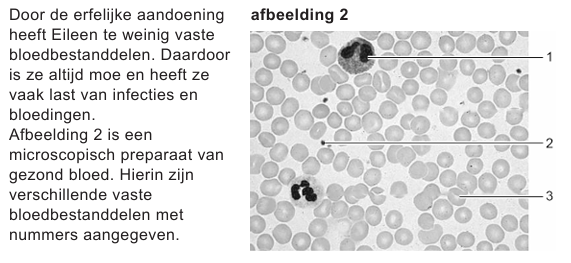 Door de erfelijke aandoening
heeft Eileen te weinig vaste
bloedbestanddelen. Daardoor
is ze altijd moe en heeft ze
vaak last van infecties en
bloedingen.
Afbeelding 2 is een
microscopisch preparaat van
gezond bloed. Hierin zijn
verschillende vaste
bloedbestanddelen met
nummers aangegeven.
afbeelding 2
1
2
3